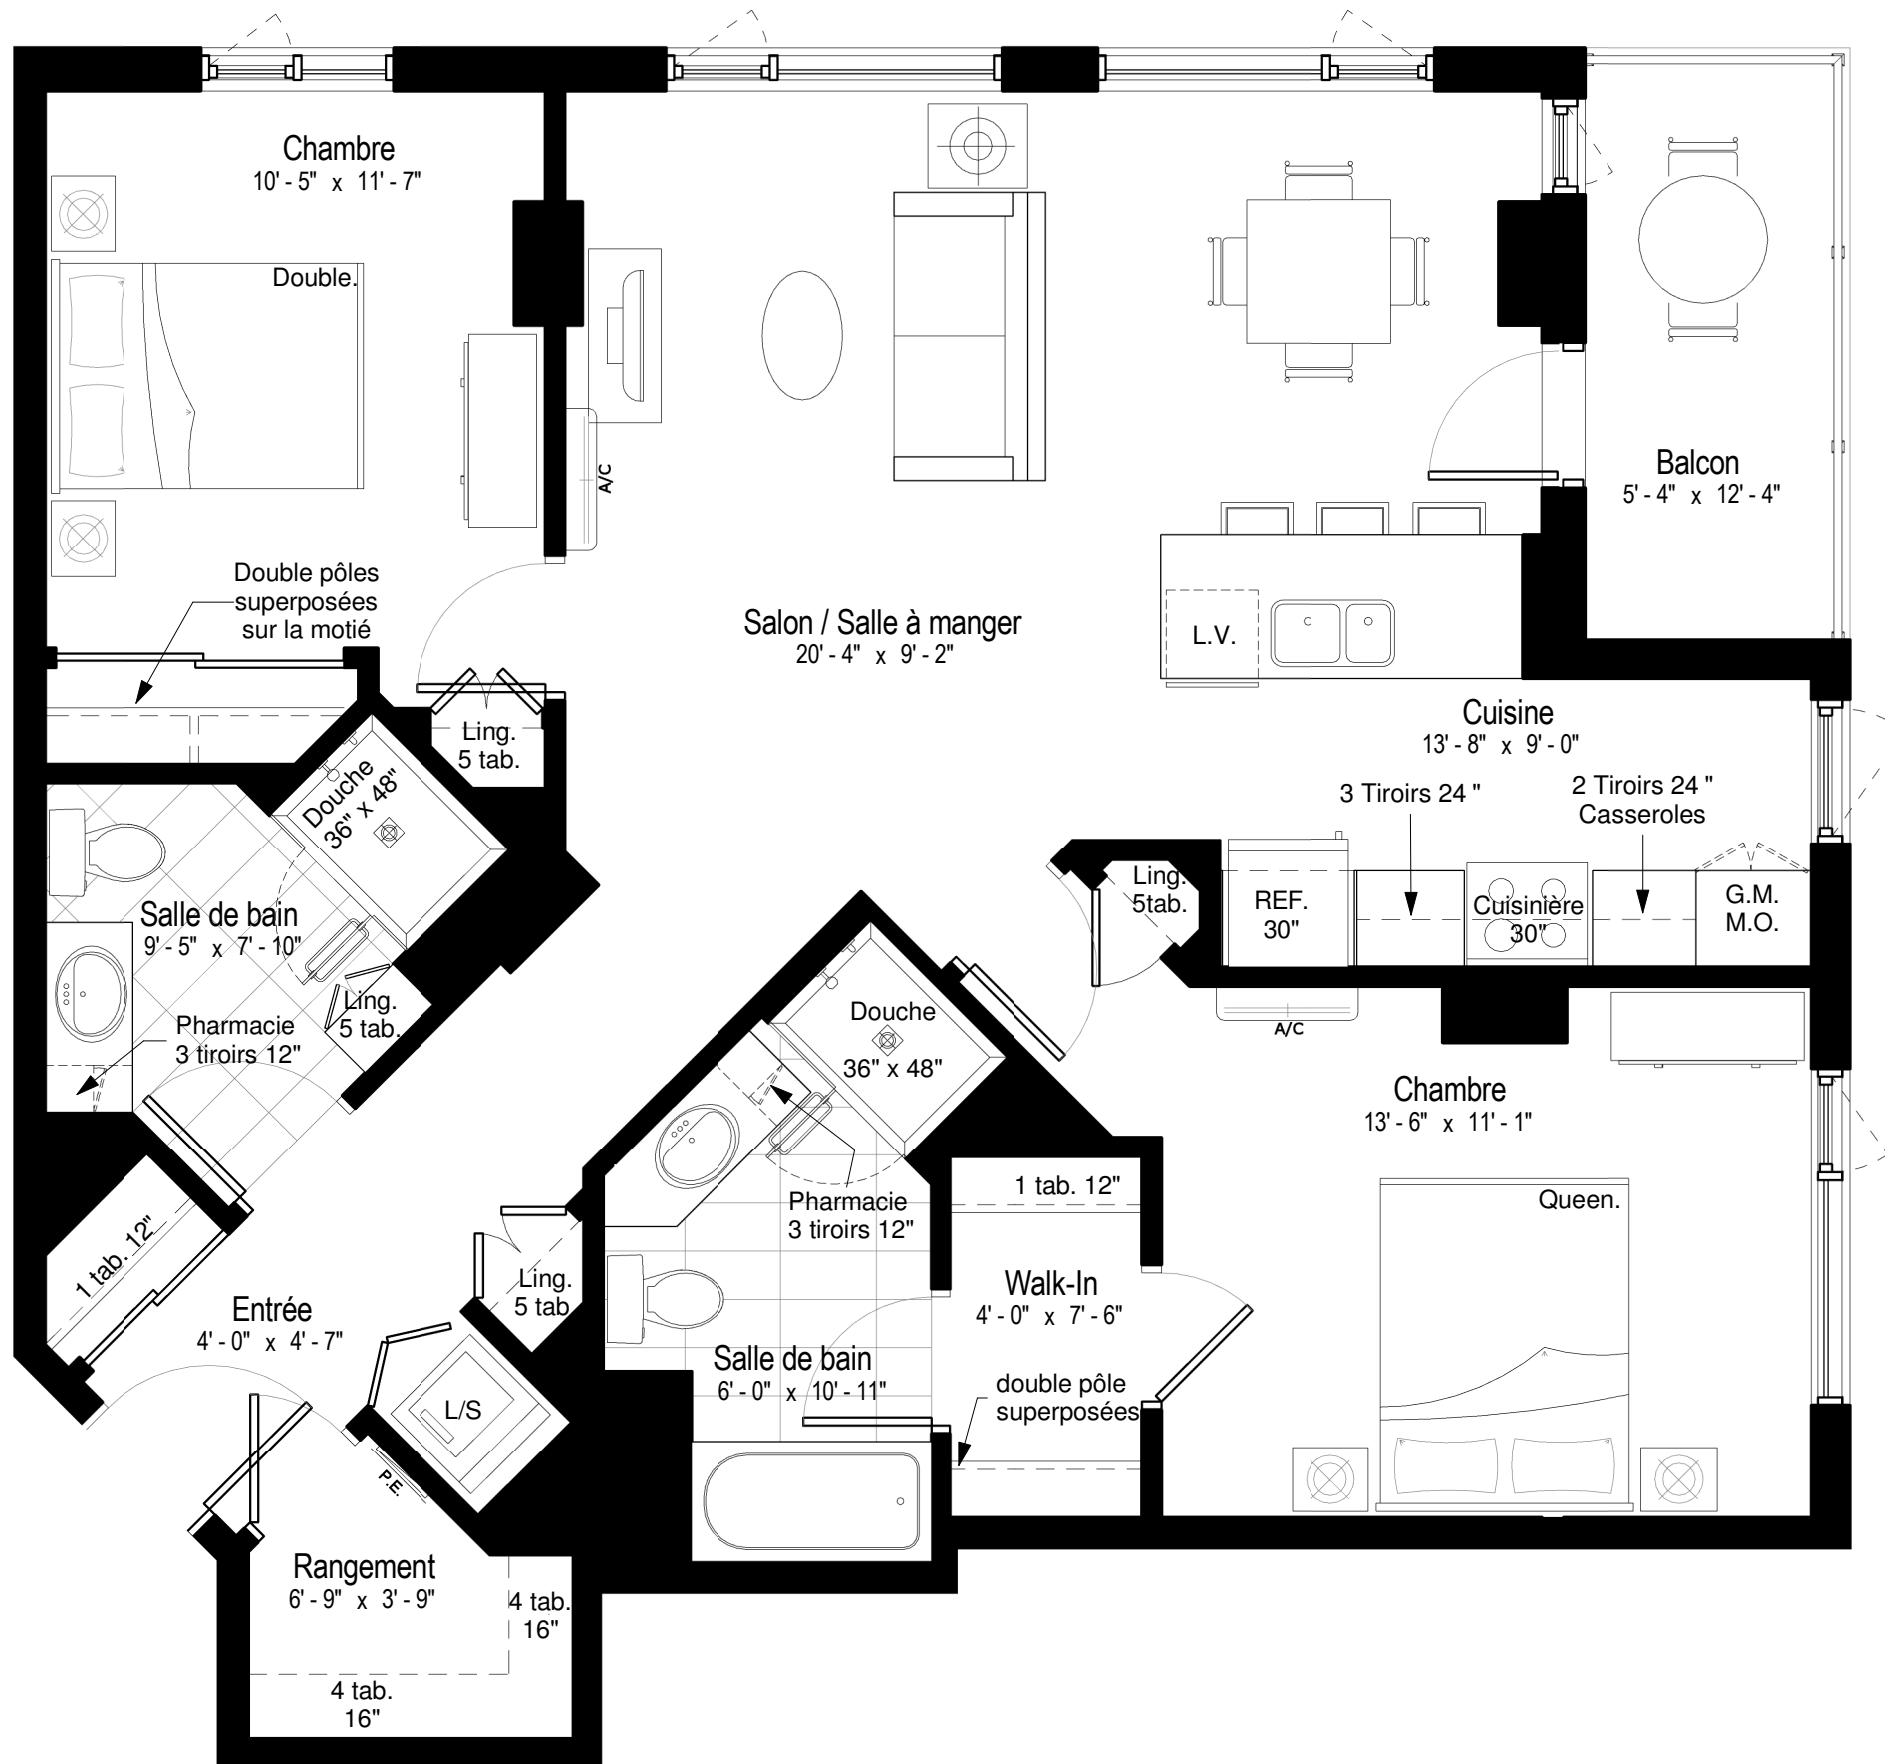 Chambre
10' - 5" x 11' - 7"
Double.
A/C
Balcon
5' - 4" x 12' - 4"
Double pôles
superposées
sur la motié
Salon / Salle à manger
20' - 4" x 9' - 2"
L.V.
C
Ling.
5 tab.
Cuisine
13' - 8" x 9' - 0"
3 Tiroirs 24 "
2 Tiroirs 24 "
Casseroles
Douche
36" x 48"
Ling.
5tab.
REF.
30"
Cuisinière
30"
G.M.
M.O.
Salle de bain
9' - 5" x 7' - 10"
Ling.
5 tab.
Pharmacie
3 tiroirs 12"
Douche
36" x 48"
A/C
Chambre
13' - 6" x 11' - 1"
Pharmacie
3 tiroirs 12"
1 tab. 12"
Queen.
1 tab. 12"
Ling.
5 tab
Walk-In
4' - 0" x 7' - 6"
Entrée
4' - 0" x 4' - 7"
Salle de bain
6' - 0" x 10' - 11"
double pôle
superposées
L/S
P.E.
Rangement
6' - 9" x 3' - 9"
4 tab.
16"
4 tab.
16"